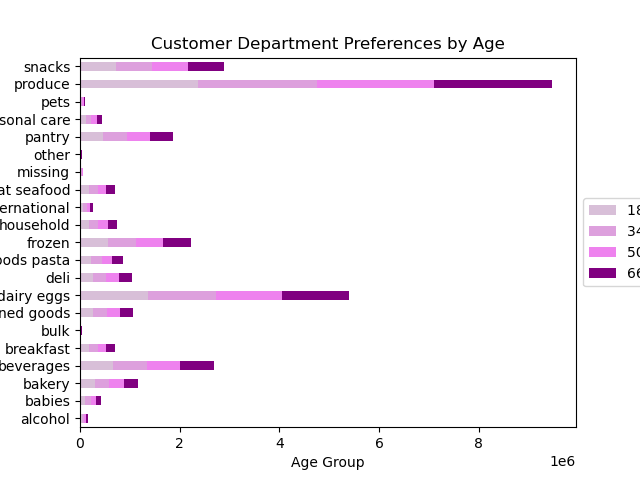 Customer Department Preferences by Age
snacks
produce
pets
sonal care
pantry
other
missing
at seafood
ernational
household
frozen
oods pasta
deli
dairy eggs
ned goods
bulk
breakfast
beverages
bakery
babies
alcohol
0 2 4 6 8
1e6
Age Group
18
34
50
66